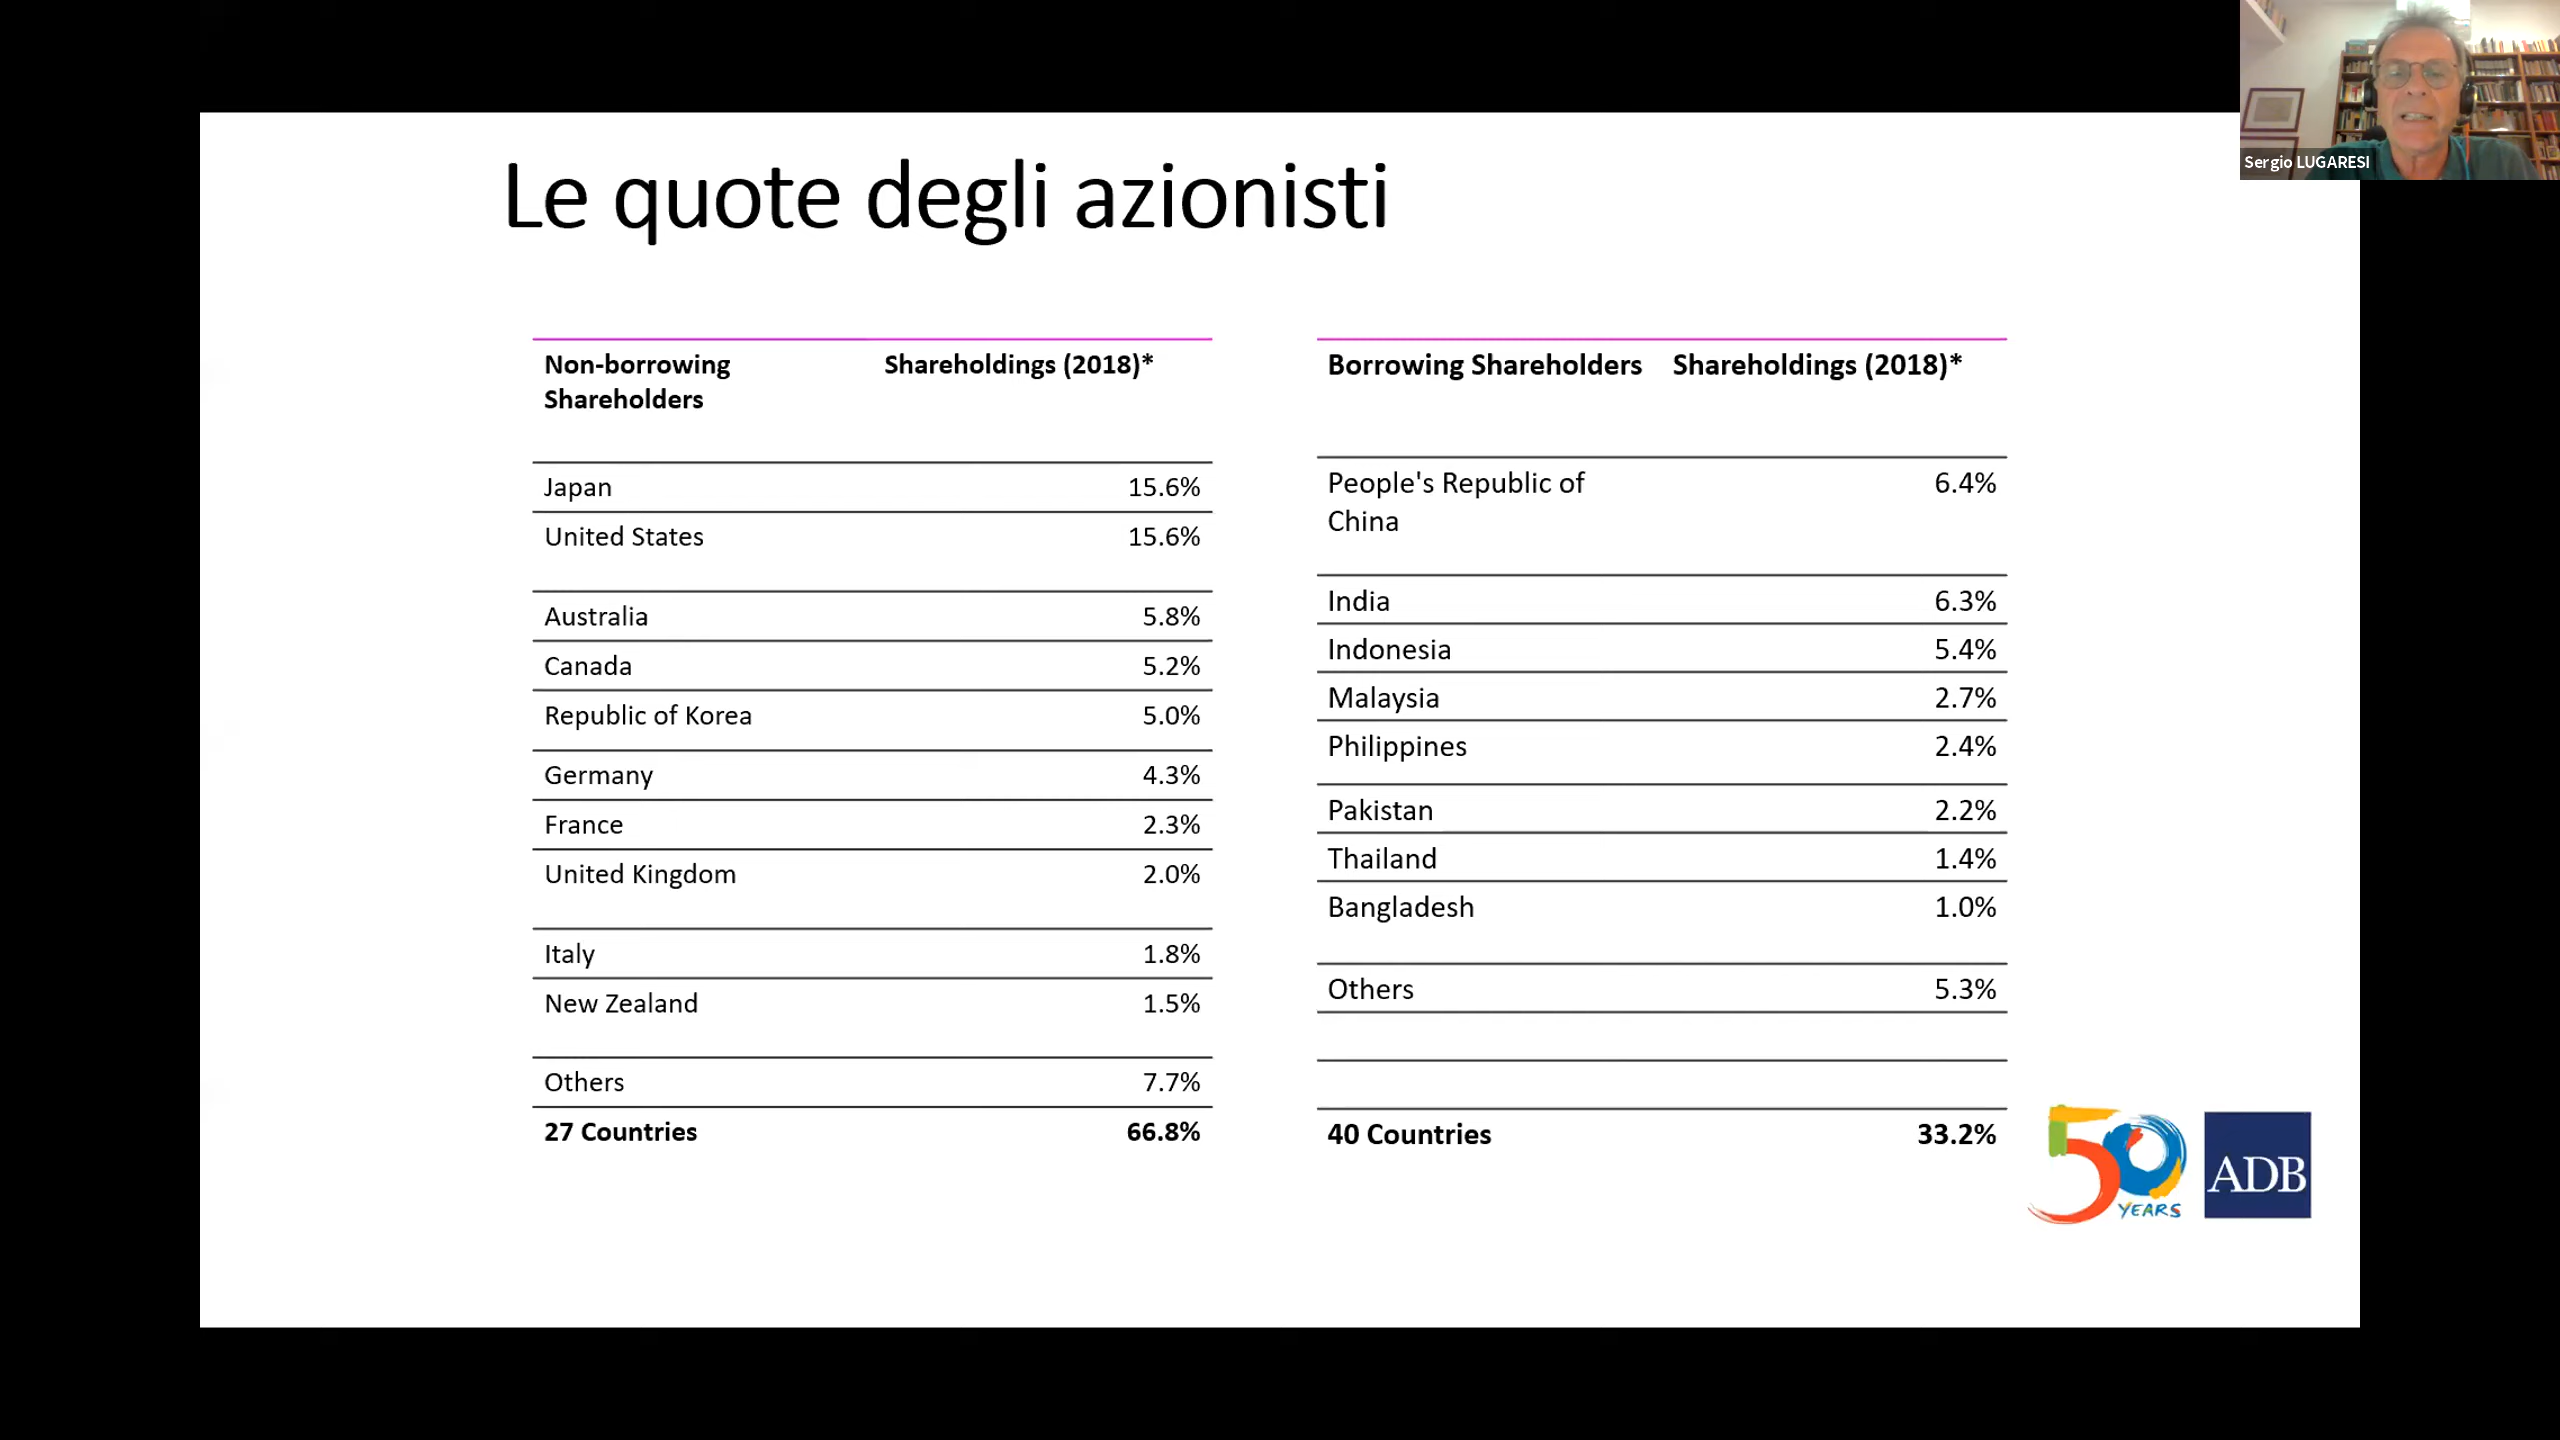 Sergio LUGARESI
Le quote degli azionisti
Non-borrowing Shareholdings (2018)*
Shareholders
Japan 15.6%
United States 15.6%
Australia 5.8%
Canada 5.2%
Republic of Korea 5.0%
Germany 4.3%
France 2.3%
United Kingdom 2.0%
Italy 1.8%
New Zealand 1.5%
Others 7.7%
27 Countries 66.8%
Borrowing Shareholders Shareholdings (2018)*
People's Republic of 6.4%
China
India 6.3%
Indonesia 5.4%
Malaysia 2.7%
Philippines 2.4%
Pakistan 2.2%
Thailand 1.4%
Bangladesh 1.0%
Others 5.3%
40 Countries 33.2%
50
YEARS
ADB